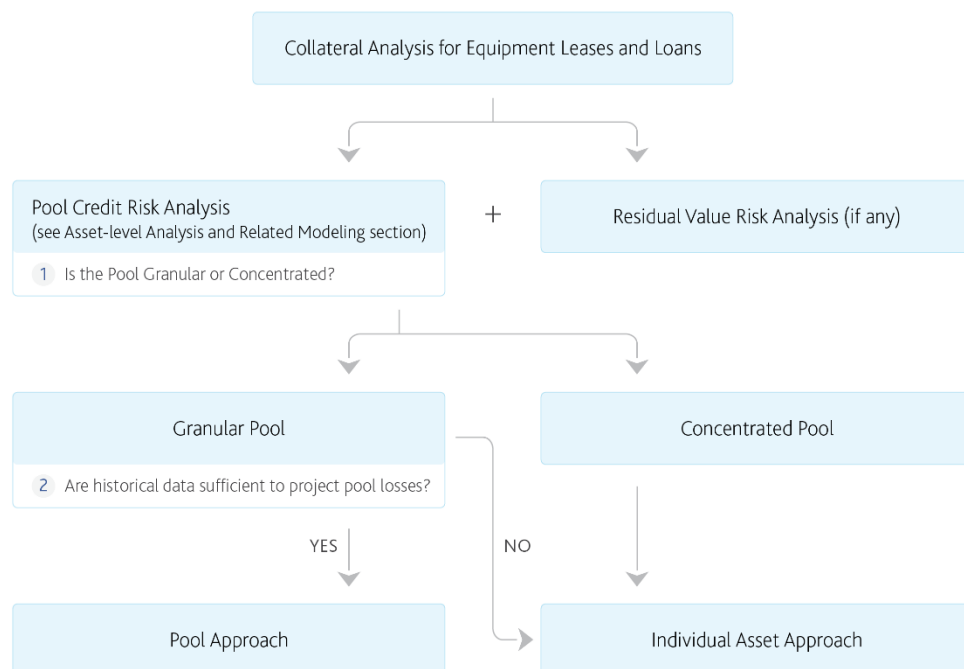 Collateral Analysis for Equipment Leases and Loans
Pool Credit Risk Analysis
(see Asset-level Analysis and Related Modeling section)
+
Residual Value Risk Analysis (if any)
1 Is the Pool Granular or Concentrated?
Granular Pool
Concentrated Pool
2 Are historical data sufficient to project pool losses?
YES
NO
Pool Approach
Individual Asset Approach